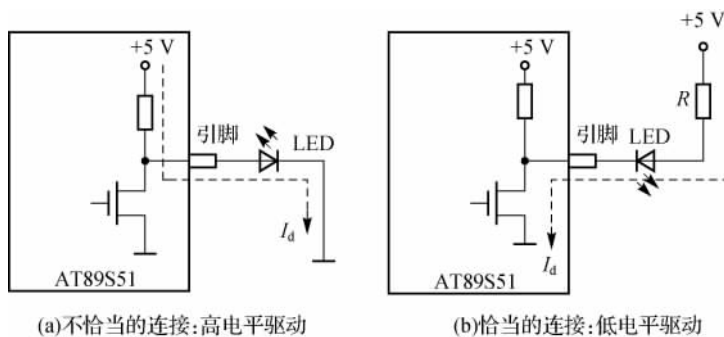 +5 V
引脚
LED
Id
AT89S51
(a)不恰当的连接:高电平驱动
+5 V
+5 V
R
引脚
LED
Id
AT89S51
(b)恰当的连接:低电平驱动